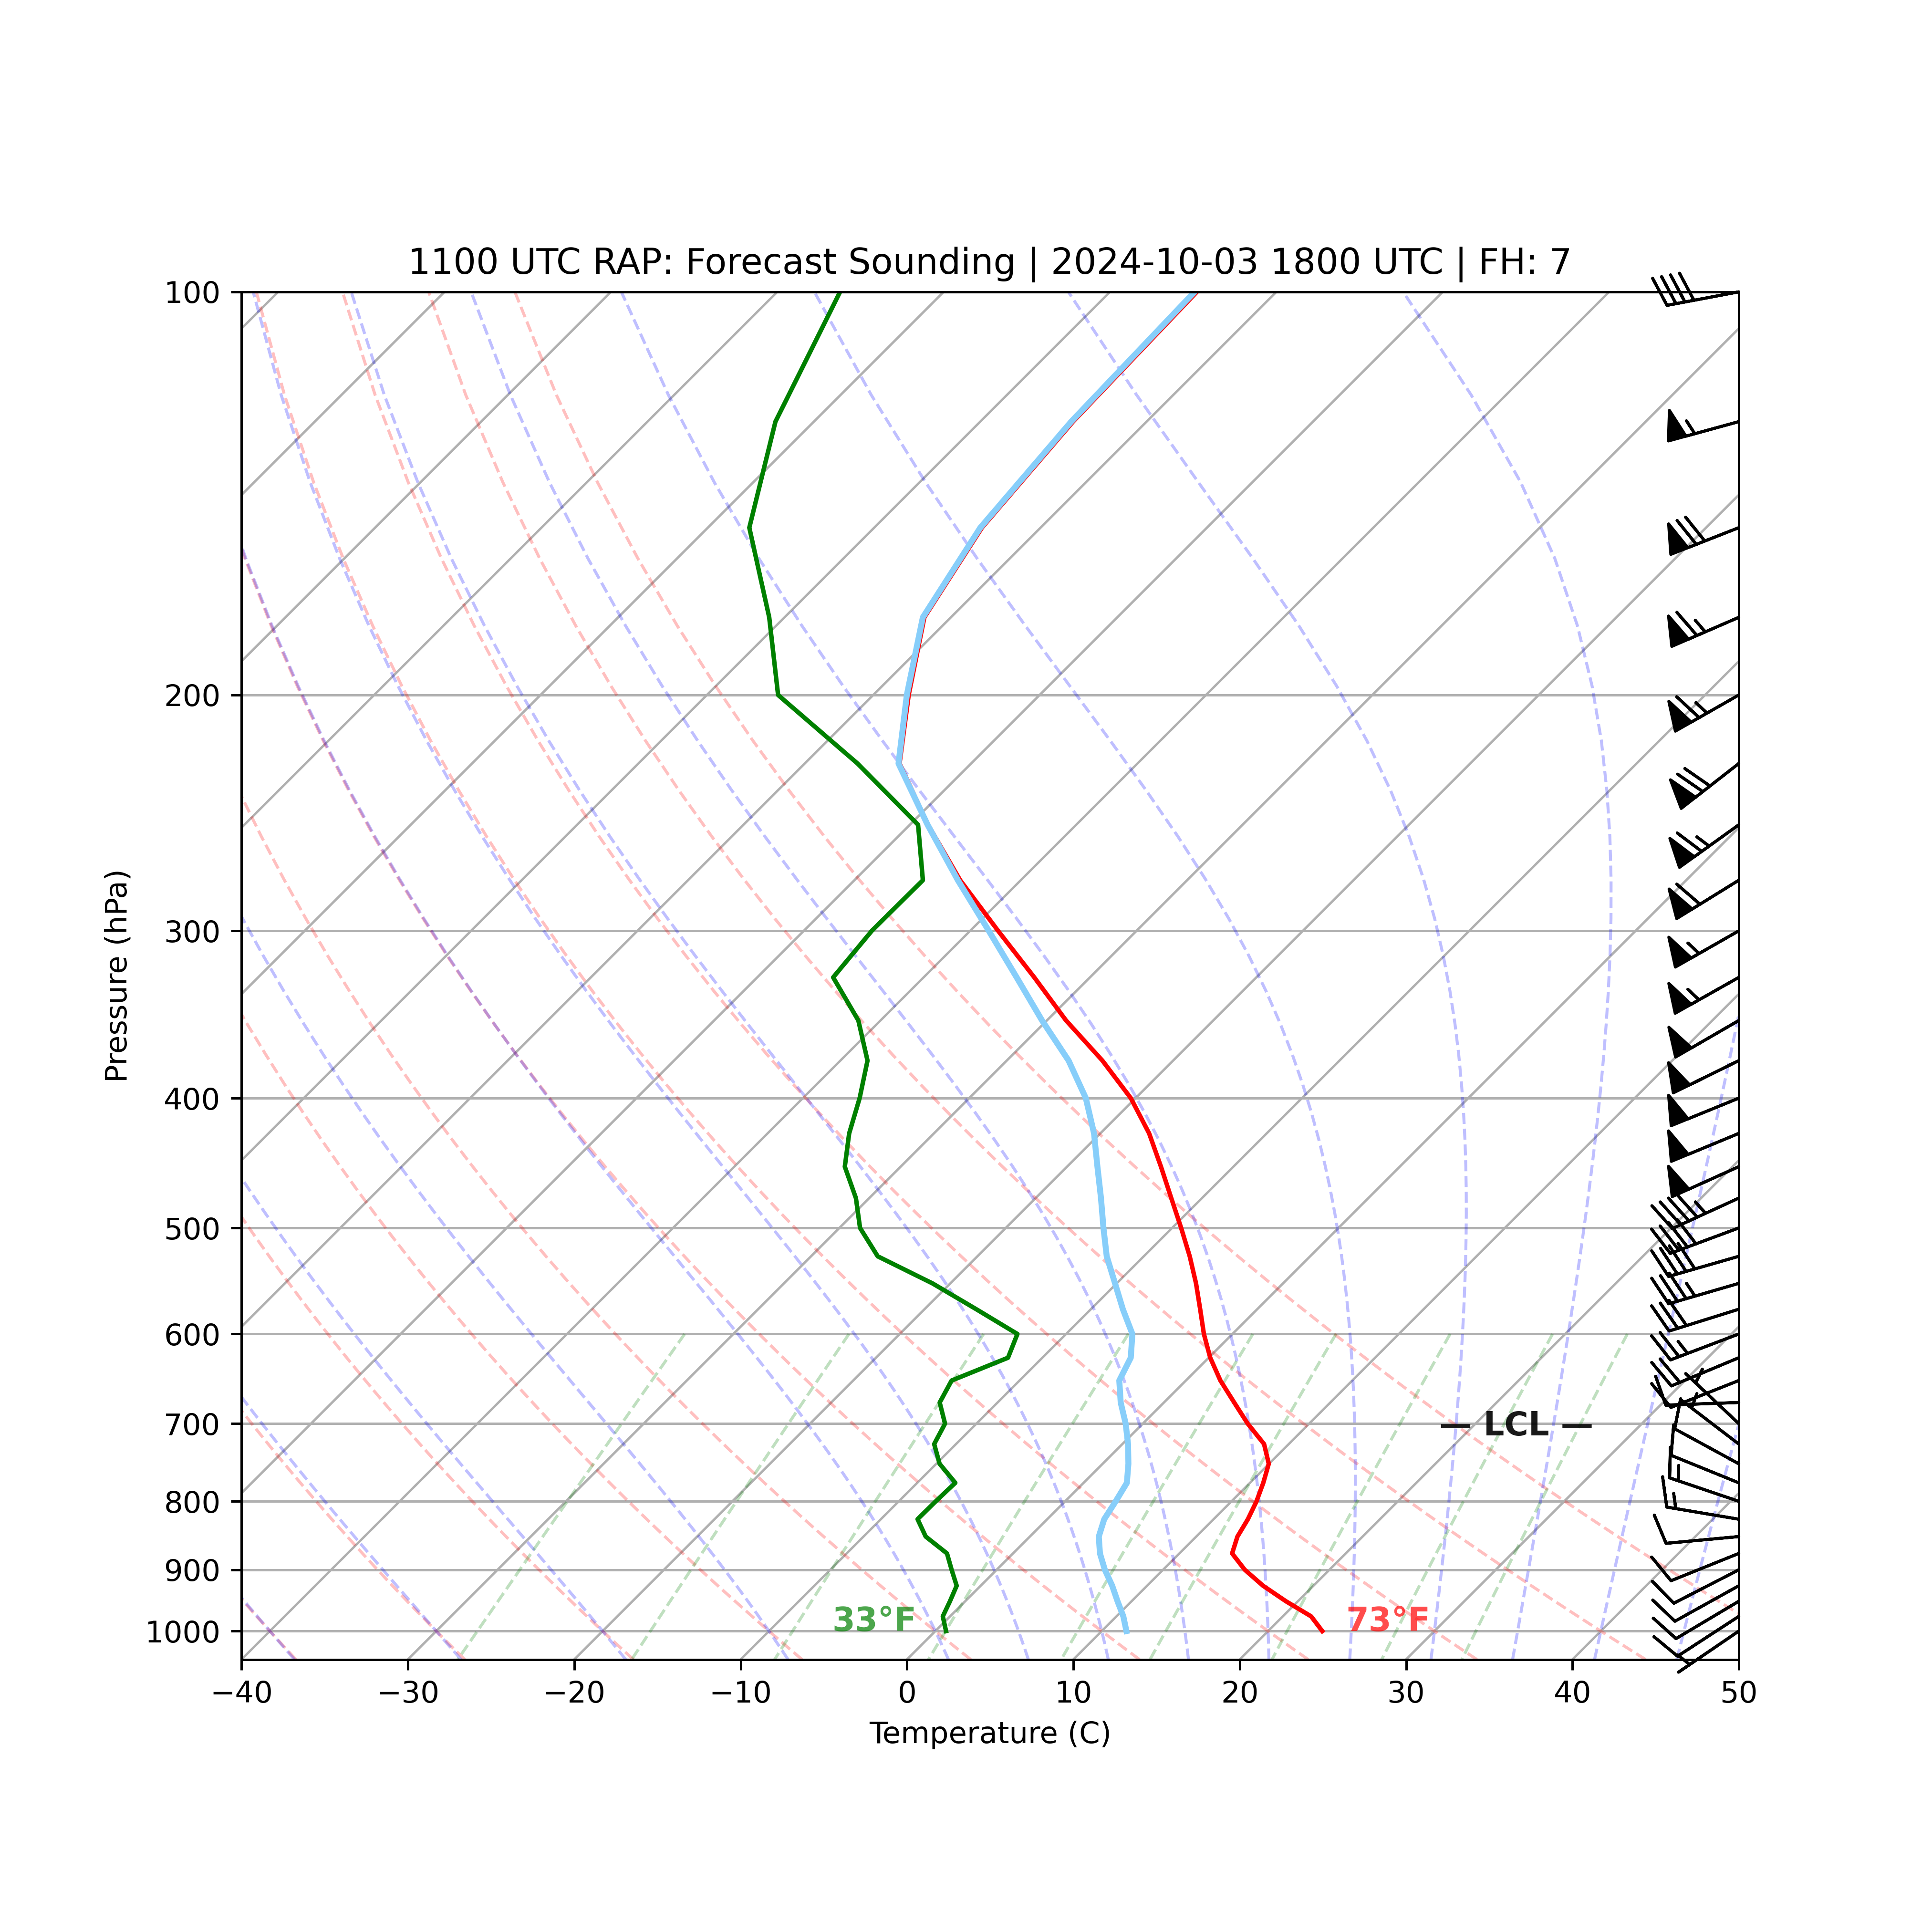 1100 UTC RAP: Forecast Sounding | 2024-10-03 1800 UTC | FH: 7
100
200
300
400
500
600
700
800
900
1000
Pressure (hPa)
— LCL —
33°F
73°F
−40 −30 −20 −10 0 10 20 30 40 50
Temperature (C)